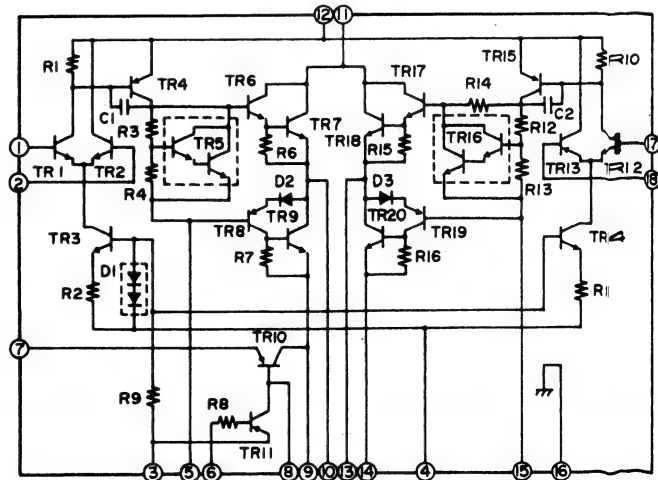 12 11
R1 TR4 TR15 R10
TR6 TR17
C1 R14 C2
R3 TR5 TR7 TR16 R12
1 R6 TR18 R15 17
TR1 TR2 TR13 TR12
2 R4 D2 D3 R13 18
TR9 TR20
TR8 TR19
TR3 R7 R16
D1
R2
7 TR10
R9 R8
TR11
3 5 6 8 9 10 13 14 4 15 16